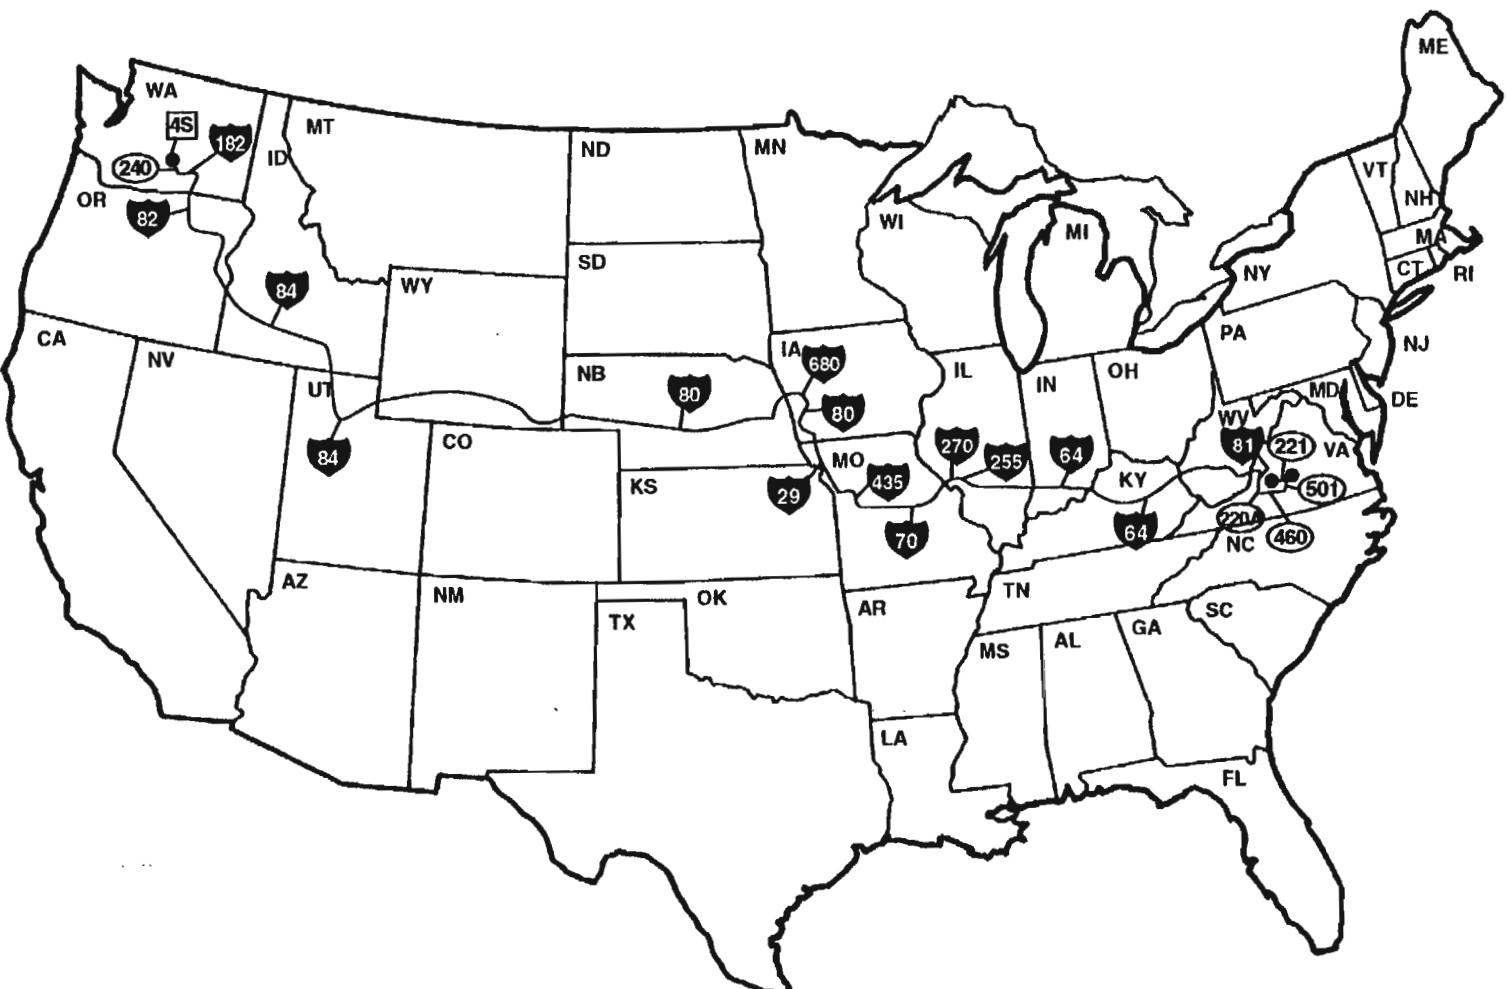 ME
WA
4S
182
MT
ND
MN
240
ID
VT
OR
82
NH
WI
MI
MA
SD
CT
RI
NY
WY
84
CA
NV
IA
680
PA
NJ
UT
NB
80
IL
IN
OH
80
MD
DE
WV
CO
84
MO
270
255
64
81
221
VA
KS
29
435
KY
501
70
64
220A
460
NC
AZ
NM
OK
AR
TN
TX
MS
AL
GA
SC
LA
FL